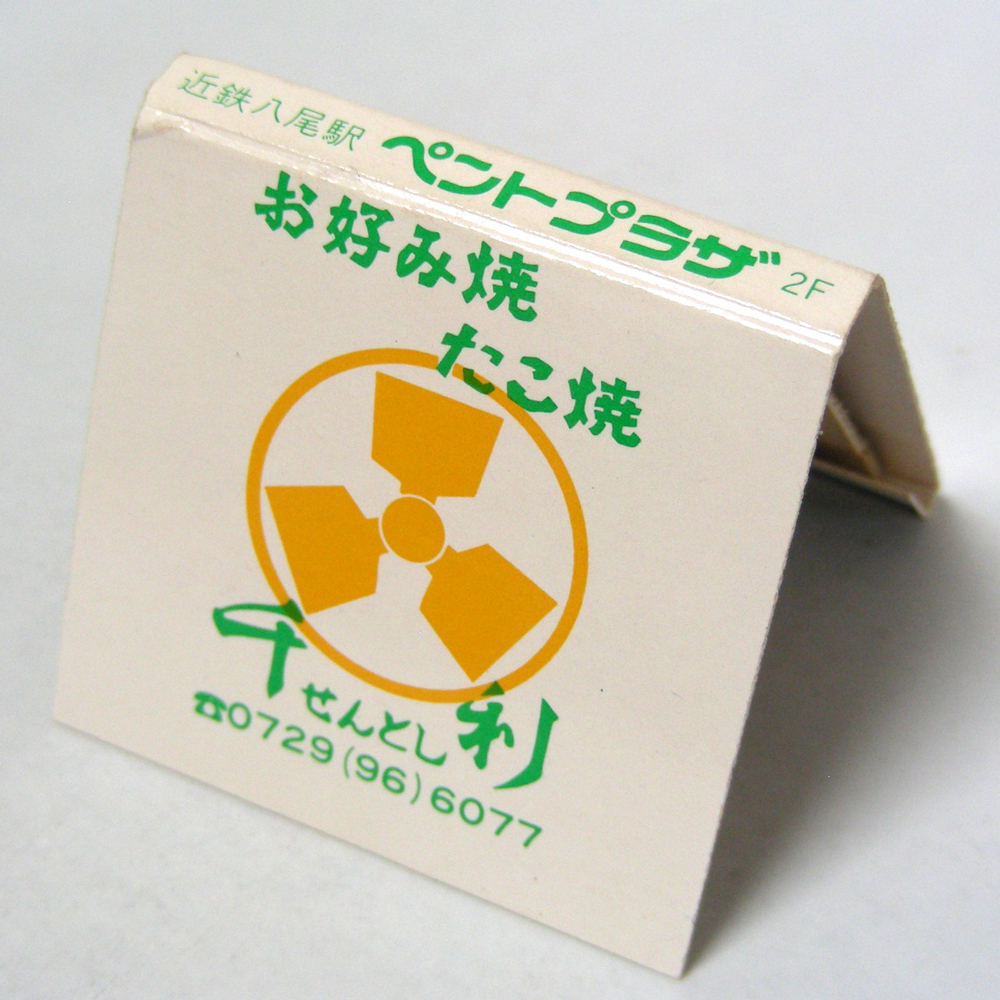 近鉄八尾駅 ペントプラザ 2F
お好み焼
たこ焼
千利
せんとし
☎0729(96)6077